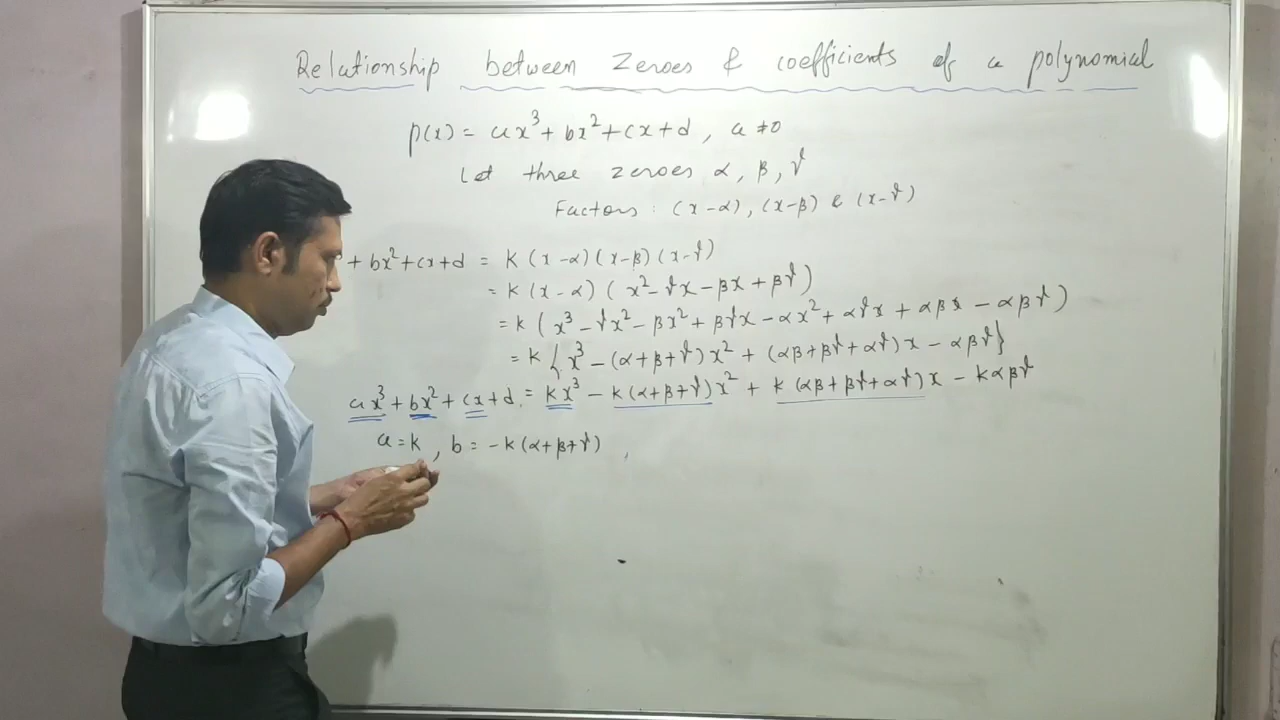 Relationship between zeroes & coefficients of a polynomial
p(x) = ax³ + bx² + cx + d, a ≠ 0
Let three zeroes α, β, γ
Factors : (x-α), (x-β) & (x-γ)
+ bx² + cx + d = k (x-α) (x-β) (x-γ)
= k (x-α) (x² - γx - βx + βγ)
= k (x³ - γx² - βx² + βγx - αx² + αγx + αβx - αβγ)
= k {x³ - (α+β+γ)x² + (αβ+βγ+αγ)x - αβγ}
ax³ + bx² + cx + d = kx³ - k(α+β+γ)x² + k(αβ+βγ+αγ)x - kαβγ
a = k, b = -k(α+β+γ) ,